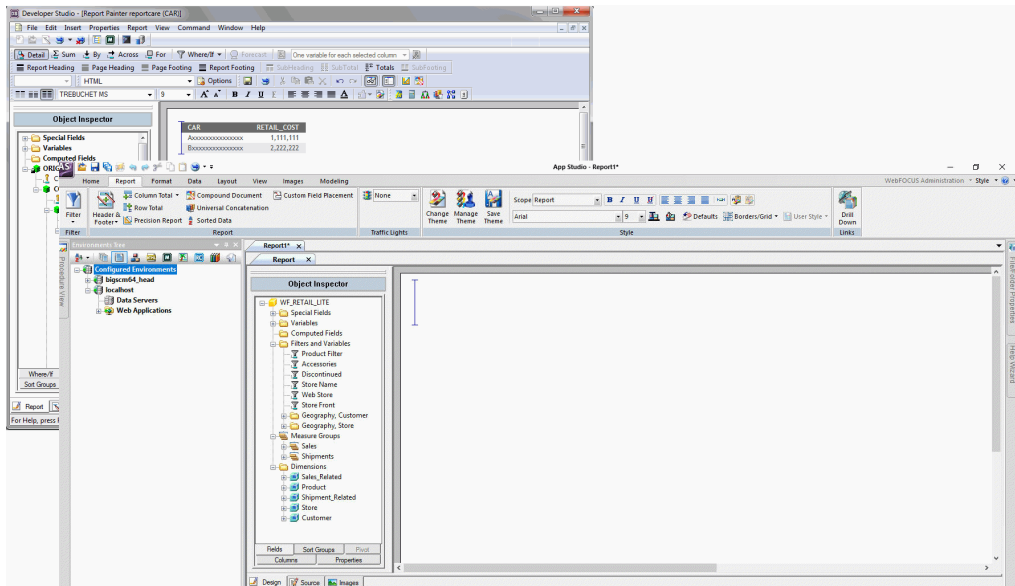 Developer Studio - [Report Painter reportcare (CAR)]
File Edit Insert Properties Report View Command Window Help
Detail Sum By Across For Where/If Forecast One variable for each selected column
Report Heading Page Heading Page Footing Report Footing SubHeading SubTotal Totals SubFooting
HTML Options
TREBUCHET MS 9 A A B I U
Object Inspector
CAR RETAIL_COST
Special Fields
Axxxxxxxxxxxxxxx 1,111,111
Variables
Bxxxxxxxxxxxxxxx 2,222,222
Computed Fields
Where/If
Sort Groups
Report
For Help, press
App Studio - Report1*
Home Report Format Data Layout View Images Modeling
WebFOCUS Administration Style
Filter
Header & Footer
Column Total Compound Document Custom Field Placement
Row Total Universal Concatenation
Precision Report Sorted Data
None
Change Theme
Manage Theme
Save Theme
Scope Report B I U
Arial 9 Defaults Borders/Grid User Style
Drill Down
Filter Report Traffic Lights Style Links
Environments Tree
Procedure View
Configured Environments
bigscm64_head
localhost
Data Servers
Web Applications
Report1* x
Report x
Object Inspector
WF_RETAIL_LITE
Special Fields
Variables
Computed Fields
Filters and Variables
Product Filter
Accessories
Discontinued
Store Name
Web Store
Store Front
Geography, Customer
Geography, Store
Measure Groups
Sales
Shipments
Dimensions
Sales_Related
Product
Shipment_Related
Store
Customer
Fields Sort Groups Pivot
Columns Properties
Design Source Images
File/Folder Properties
Help Wizard